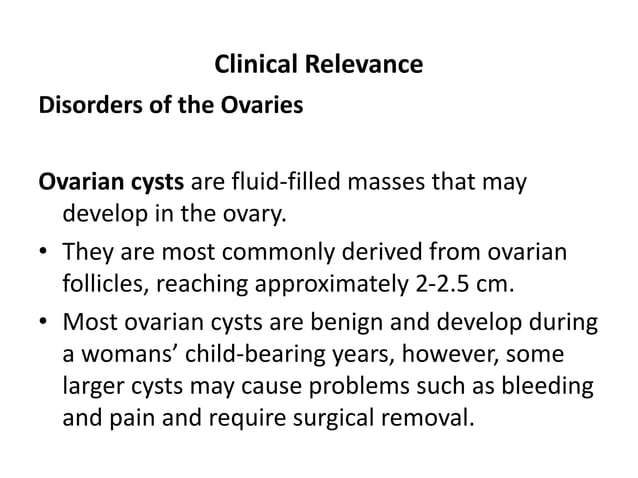 Clinical Relevance
Disorders of the Ovaries
Ovarian cysts are fluid-filled masses that may
develop in the ovary.
• They are most commonly derived from ovarian
follicles, reaching approximately 2-2.5 cm.
• Most ovarian cysts are benign and develop during
a womans’ child-bearing years, however, some
larger cysts may cause problems such as bleeding
and pain and require surgical removal.